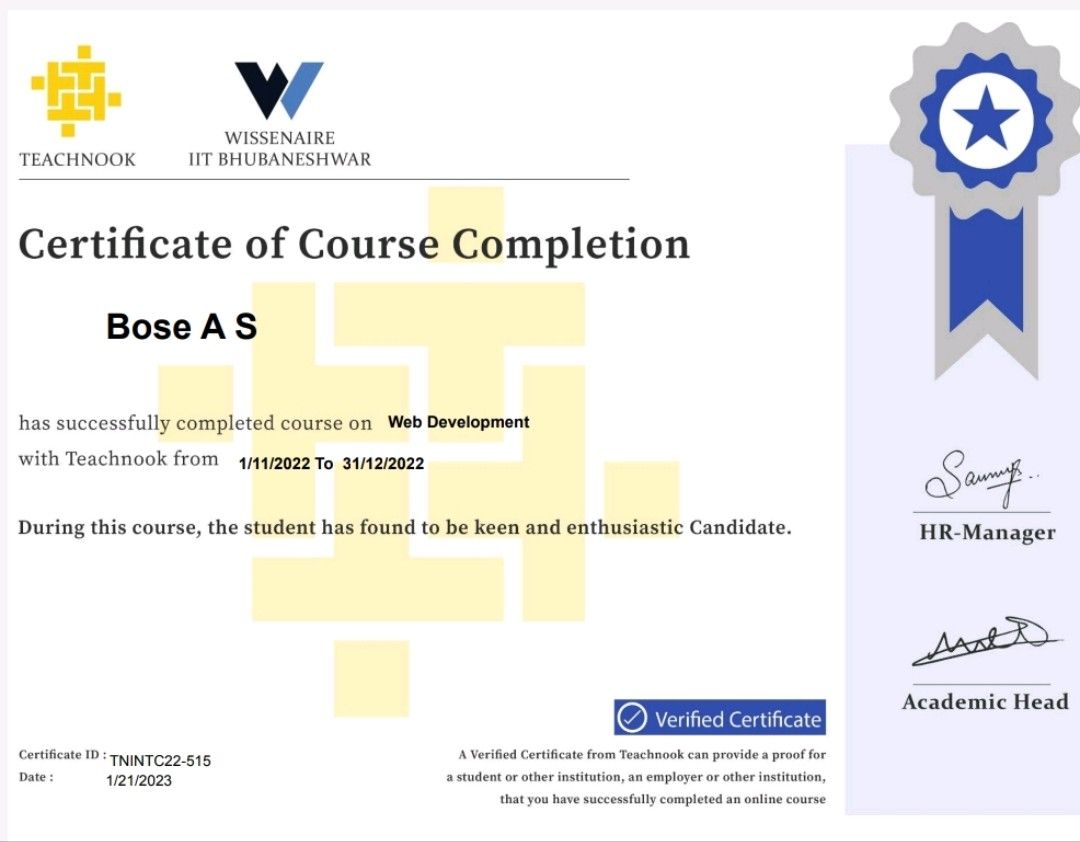 TEACHNOOK
WISSENAIRE
IIT BHUBANESHWAR
Certificate of Course Completion
Bose A S
has successfully completed course on Web Development
with Teachnook from 1/11/2022 To 31/12/2022
During this course, the student has found to be keen and enthusiastic Candidate.
HR-Manager
Academic Head
Verified Certificate
Certificate ID : TNINTC22-515
Date : 1/21/2023
A Verified Certificate from Teachnook can provide a proof for
a student or other institution, an employer or other institution,
that you have successfully completed an online course